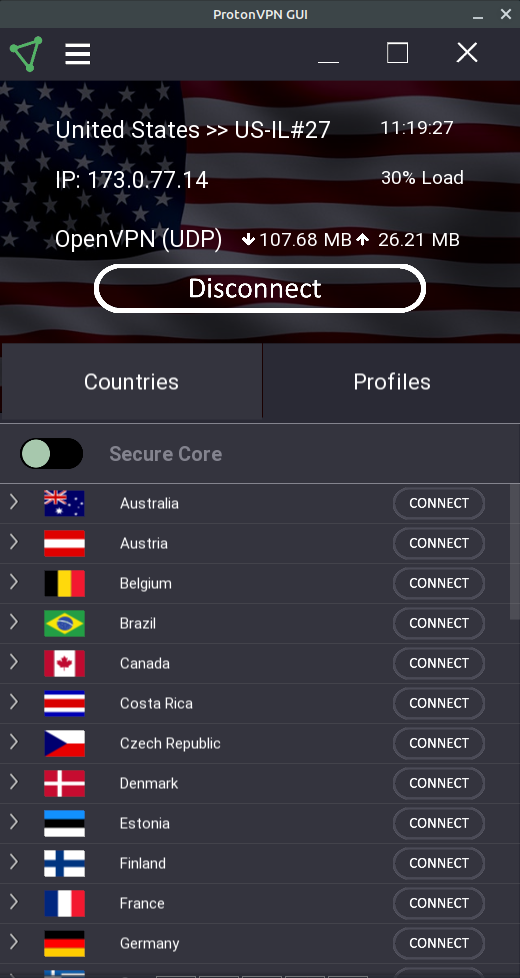 ProtonVPN GUI
United States >> US-IL#27 11:19:27
IP: 173.0.77.14 30% Load
OpenVPN (UDP) 107.68 MB 26.21 MB
Disconnect
Countries Profiles
Secure Core
Australia CONNECT
Austria CONNECT
Belgium CONNECT
Brazil CONNECT
Canada CONNECT
Costa Rica CONNECT
Czech Republic CONNECT
Denmark CONNECT
Estonia CONNECT
Finland CONNECT
France CONNECT
Germany CONNECT